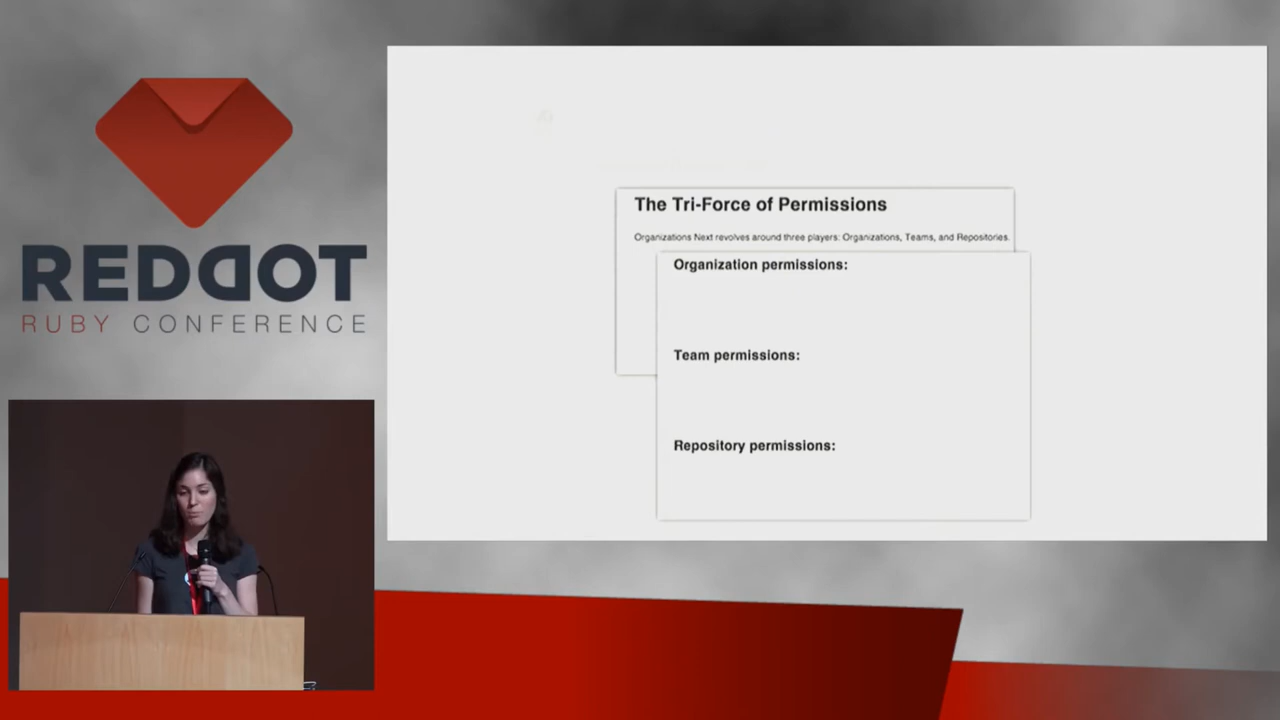 REDDOT
RUBY CONFERENCE
The Tri-Force of Permissions
Organizations Next revolves around three players: Organizations, Teams, and Repositories.
Organization permissions:
Team permissions:
Repository permissions: